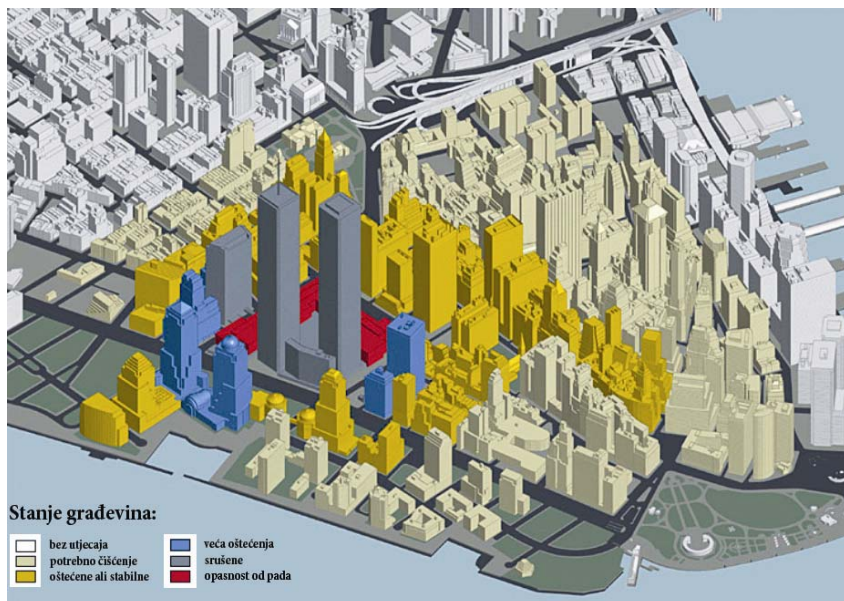 Stanje građevina:
bez utjecaja
potrebno čišćenje
oštećene ali stabilne
veća oštećenja
srušene
opasnost od pada